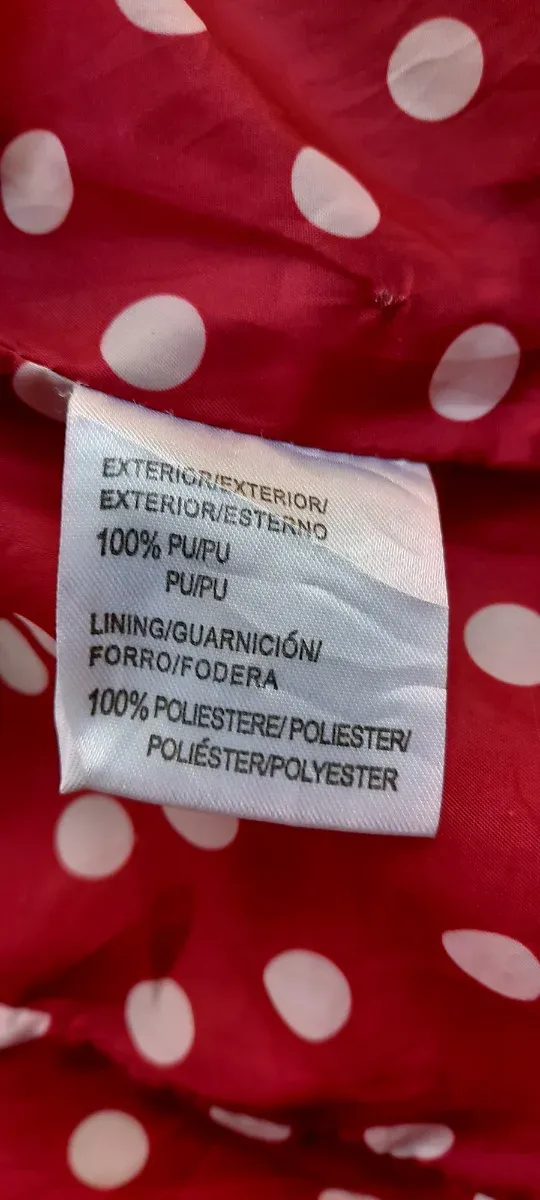 EXTERIOR/EXTERIOR/
EXTERIOR/ESTERNO
100% PU/PU
PU/PU
LINING/GUARNICIÓN/
FORRO/FODERA
100% POLIESTERE/ POLIESTER/
POLIÉSTER/POLYESTER